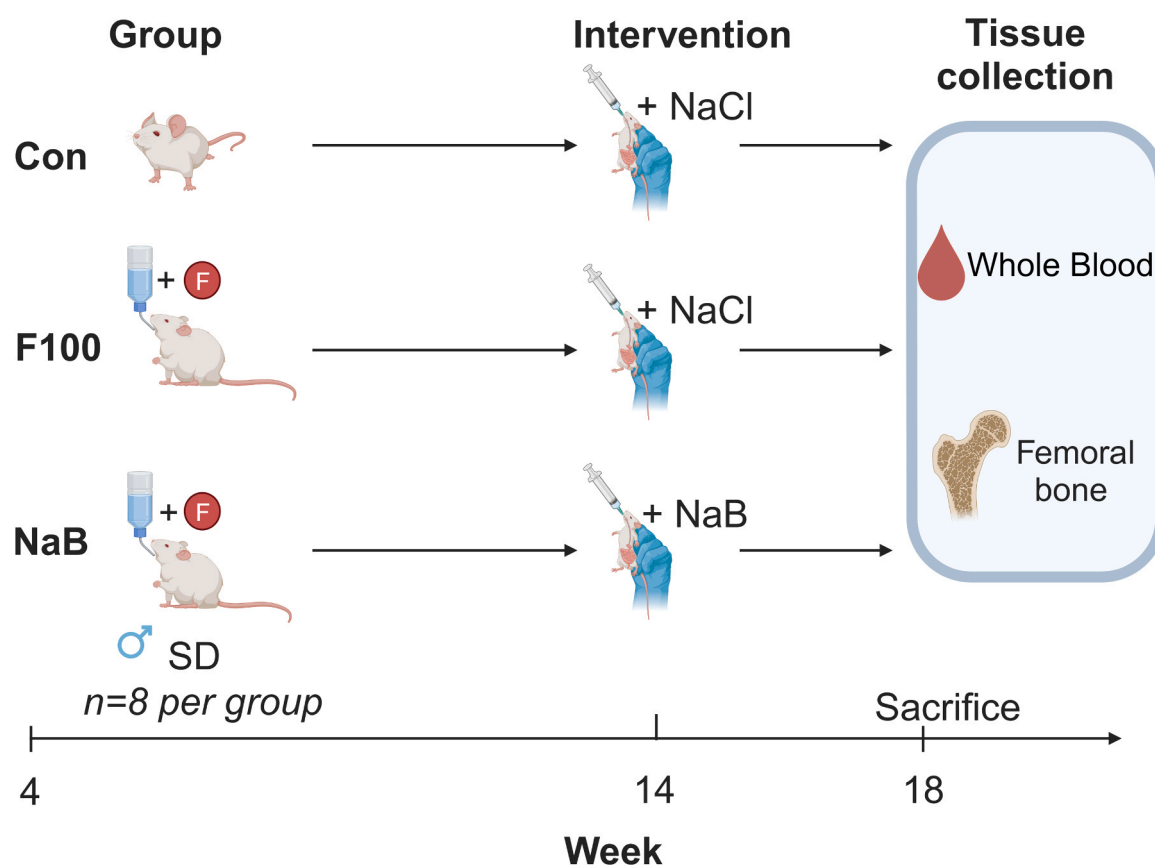 Group
Intervention
Tissue
collection
Con
+ NaCl
F100
+ F
+ NaCl
NaB
+ F
+ NaB
Whole Blood
Femoral
bone
♂ SD
n=8 per group
Sacrifice
4
14
18
Week